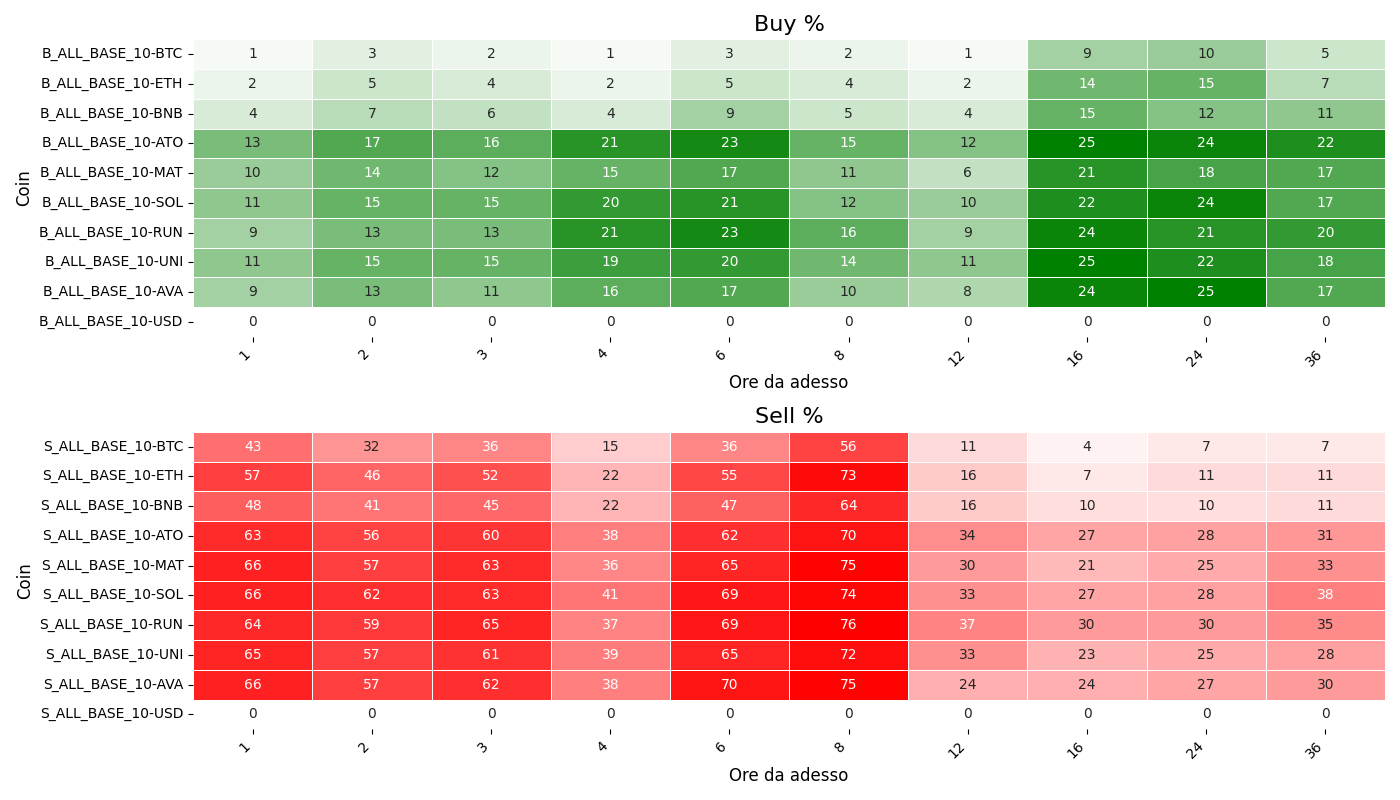 Buy %
Coin
B_ALL_BASE_10-BTC 1 3 2 1 3 2 1 9 10 5
B_ALL_BASE_10-ETH 2 5 4 2 5 4 2 14 15 7
B_ALL_BASE_10-BNB 4 7 6 4 9 5 4 15 12 11
B_ALL_BASE_10-ATO 13 17 16 21 23 15 12 25 24 22
B_ALL_BASE_10-MAT 10 14 12 15 17 11 6 21 18 17
B_ALL_BASE_10-SOL 11 15 15 20 21 12 10 22 24 17
B_ALL_BASE_10-RUN 9 13 13 21 23 16 9 24 21 20
B_ALL_BASE_10-UNI 11 15 15 19 20 14 11 25 22 18
B_ALL_BASE_10-AVA 9 13 11 16 17 10 8 24 25 17
B_ALL_BASE_10-USD 0 0 0 0 0 0 0 0 0 0
1 2 3 4 6 8 12 16 24 36
Ore da adesso
Sell %
Coin
S_ALL_BASE_10-BTC 43 32 36 15 36 56 11 4 7 7
S_ALL_BASE_10-ETH 57 46 52 22 55 73 16 7 11 11
S_ALL_BASE_10-BNB 48 41 45 22 47 64 16 10 10 11
S_ALL_BASE_10-ATO 63 56 60 38 62 70 34 27 28 31
S_ALL_BASE_10-MAT 66 57 63 36 65 75 30 21 25 33
S_ALL_BASE_10-SOL 66 62 63 41 69 74 33 27 28 38
S_ALL_BASE_10-RUN 64 59 65 37 69 76 37 30 30 35
S_ALL_BASE_10-UNI 65 57 61 39 65 72 33 23 25 28
S_ALL_BASE_10-AVA 66 57 62 38 70 75 24 24 27 30
S_ALL_BASE_10-USD 0 0 0 0 0 0 0 0 0 0
1 2 3 4 6 8 12 16 24 36
Ore da adesso